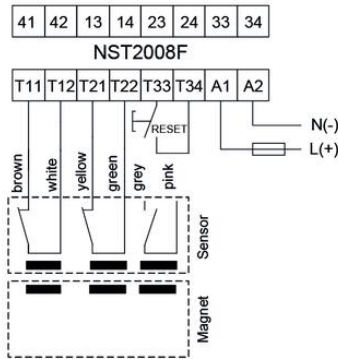 41 42 13 14 23 24 33 34
NST2008F
T11 T12 T21 T22 T33 T34 A1 A2
RESET
N(-)
L(+)
brown white yellow green grey pink
Sensor
Magnet